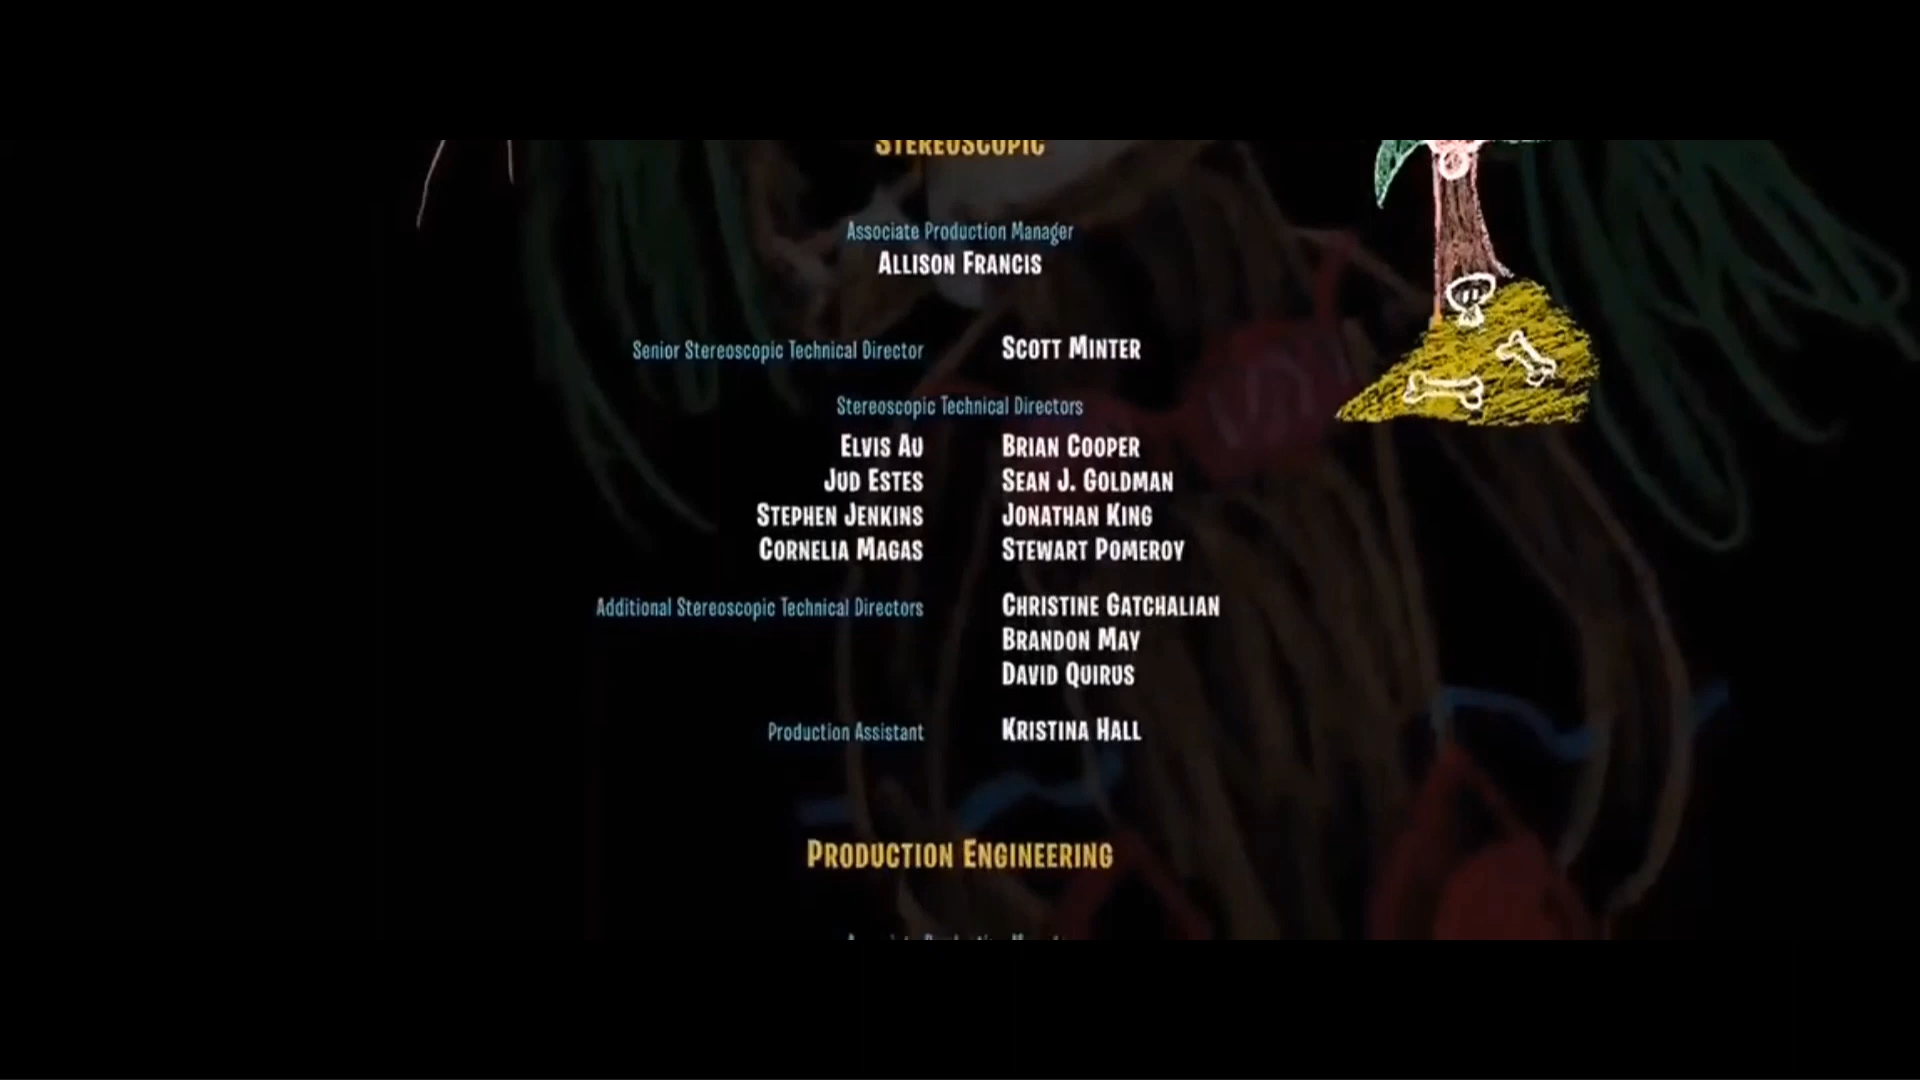 STEREOSCOPIC
Associate Production Manager
ALLISON FRANCIS
Senior Stereoscopic Technical Director SCOTT MINTER
Stereoscopic Technical Directors
ELVIS AU BRIAN COOPER
JUD ESTES SEAN J. GOLDMAN
STEPHEN JENKINS JONATHAN KING
CORNELIA MAGAS STEWART POMEROY
Additional Stereoscopic Technical Directors CHRISTINE GATCHALIAN
BRANDON MAY
DAVID QUIRUS
Production Assistant KRISTINA HALL
PRODUCTION ENGINEERING